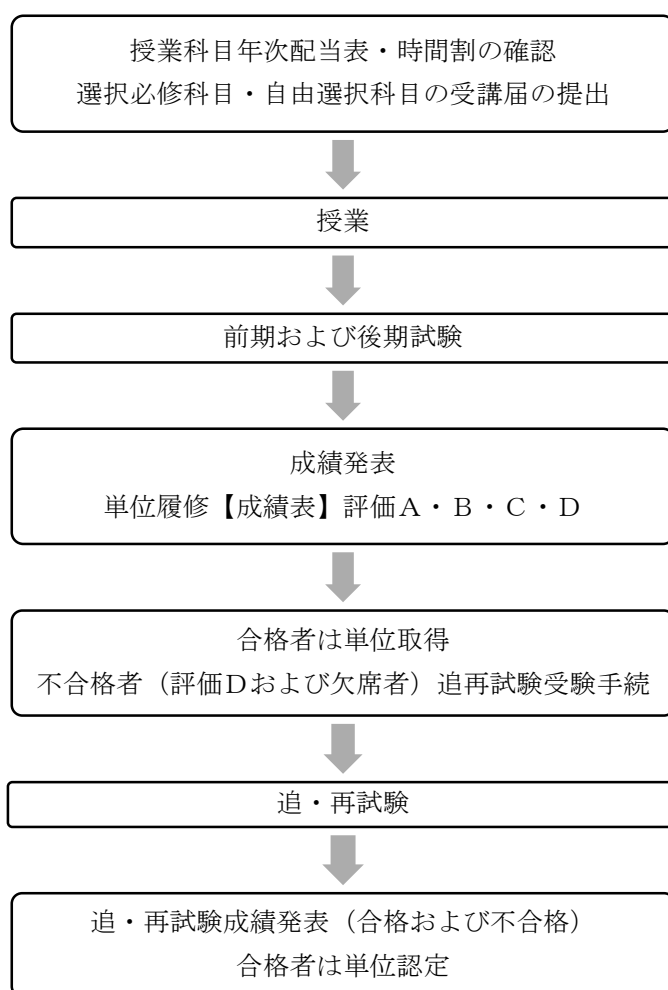 授業科目年次配当表・時間割の確認
選択必修科目・自由選択科目の受講届の提出
授業
前期および後期試験
成績発表
単位履修【成績表】評価Ａ・Ｂ・Ｃ・Ｄ
合格者は単位取得
不合格者（評価Ｄおよび欠席者）追再試験受験手続
追・再試験
追・再試験成績発表（合格および不合格）
合格者は単位認定